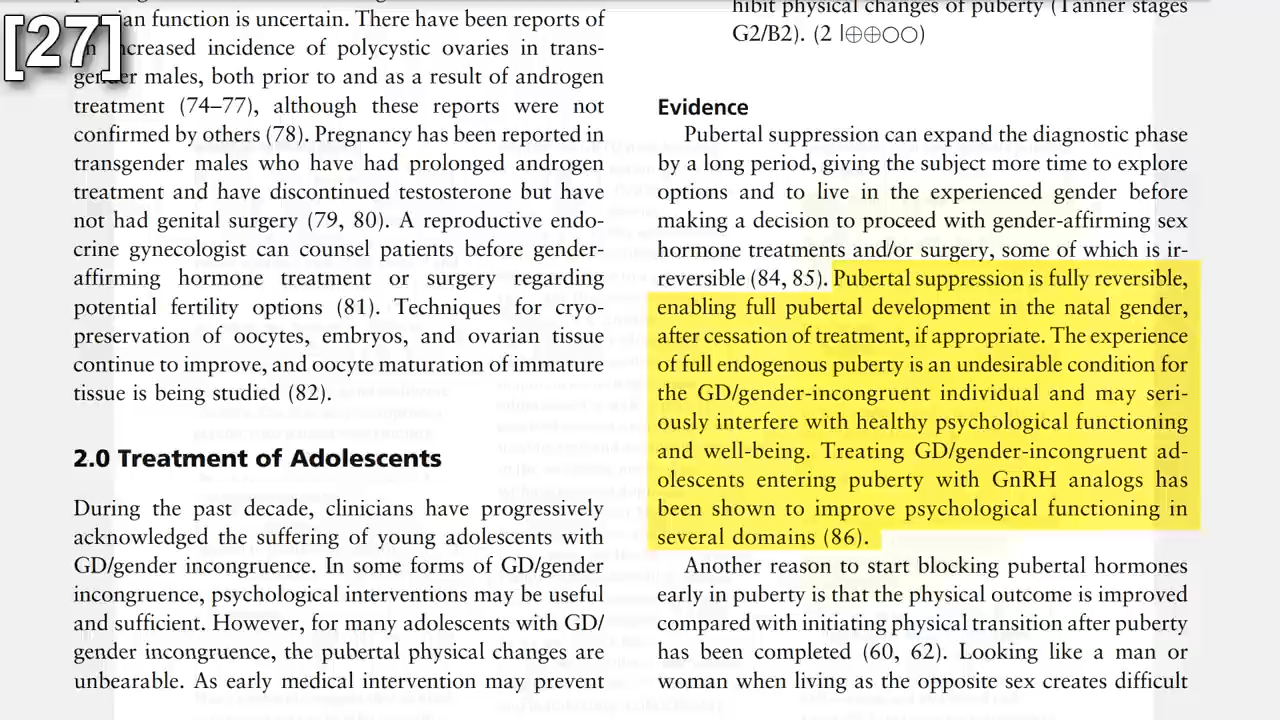 [27]
function is uncertain. There have been reports of
increased incidence of polycystic ovaries in trans-
gender males, both prior to and as a result of androgen
treatment (74–77), although these reports were not
confirmed by others (78). Pregnancy has been reported in
transgender males who have had prolonged androgen
treatment and have discontinued testosterone but have
not had genital surgery (79, 80). A reproductive endo-
crine gynecologist can counsel patients before gender-
affirming hormone treatment or surgery regarding
potential fertility options (81). Techniques for cryo-
preservation of oocytes, embryos, and ovarian tissue
continue to improve, and oocyte maturation of immature
tissue is being studied (82).
2.0 Treatment of Adolescents
During the past decade, clinicians have progressively
acknowledged the suffering of young adolescents with
GD/gender incongruence. In some forms of GD/gender
incongruence, psychological interventions may be useful
and sufficient. However, for many adolescents with GD/
gender incongruence, the pubertal physical changes are
unbearable. As early medical intervention may prevent
hibit physical changes of puberty (Tanner stages
G2/B2). (2 |⊕⊕○○)
Evidence
Pubertal suppression can expand the diagnostic phase
by a long period, giving the subject more time to explore
options and to live in the experienced gender before
making a decision to proceed with gender-affirming sex
hormone treatments and/or surgery, some of which is ir-
reversible (84, 85). Pubertal suppression is fully reversible,
enabling full pubertal development in the natal gender,
after cessation of treatment, if appropriate. The experience
of full endogenous puberty is an undesirable condition for
the GD/gender-incongruent individual and may seri-
ously interfere with healthy psychological functioning
and well-being. Treating GD/gender-incongruent ad-
olescents entering puberty with GnRH analogs has
been shown to improve psychological functioning in
several domains (86).
Another reason to start blocking pubertal hormones
early in puberty is that the physical outcome is improved
compared with initiating physical transition after puberty
has been completed (60, 62). Looking like a man or
woman when living as the opposite sex creates difficult